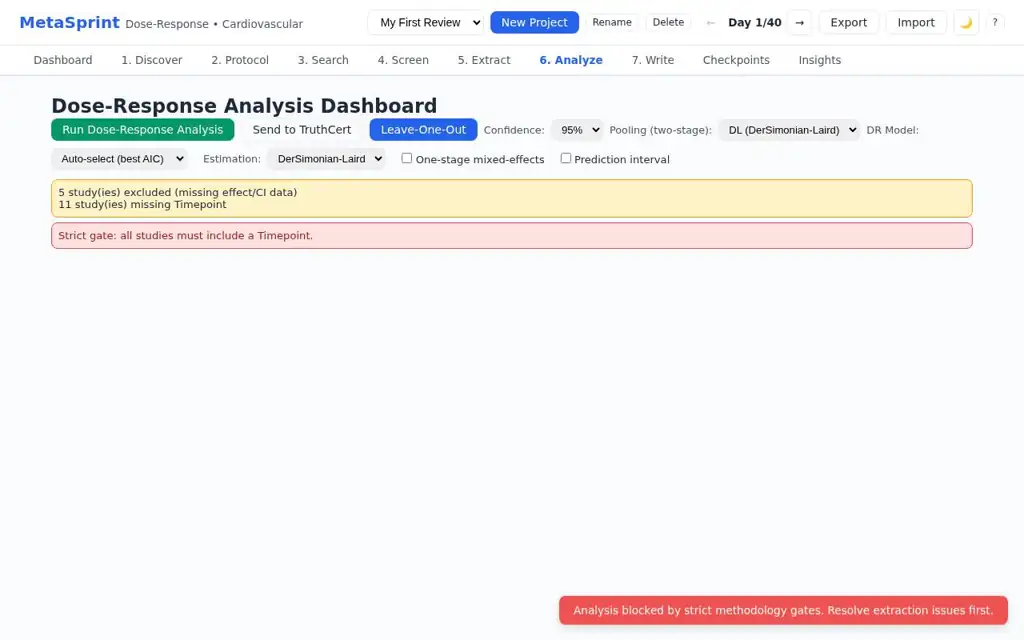 MetaSprint Dose-Response • Cardiovascular My First Review New Project Rename Delete ← Day 1/40 → Export Import 🌙 ?
Dashboard 1. Discover 2. Protocol 3. Search 4. Screen 5. Extract 6. Analyze 7. Write Checkpoints Insights
Dose-Response Analysis Dashboard
Run Dose-Response Analysis Send to TruthCert Leave-One-Out Confidence: 95% Pooling (two-stage): DL (DerSimonian-Laird) DR Model:
Auto-select (best AIC) Estimation: DerSimonian-Laird One-stage mixed-effects Prediction interval
5 study(ies) excluded (missing effect/CI data)
11 study(ies) missing Timepoint
Strict gate: all studies must include a Timepoint.
Analysis blocked by strict methodology gates. Resolve extraction issues first.